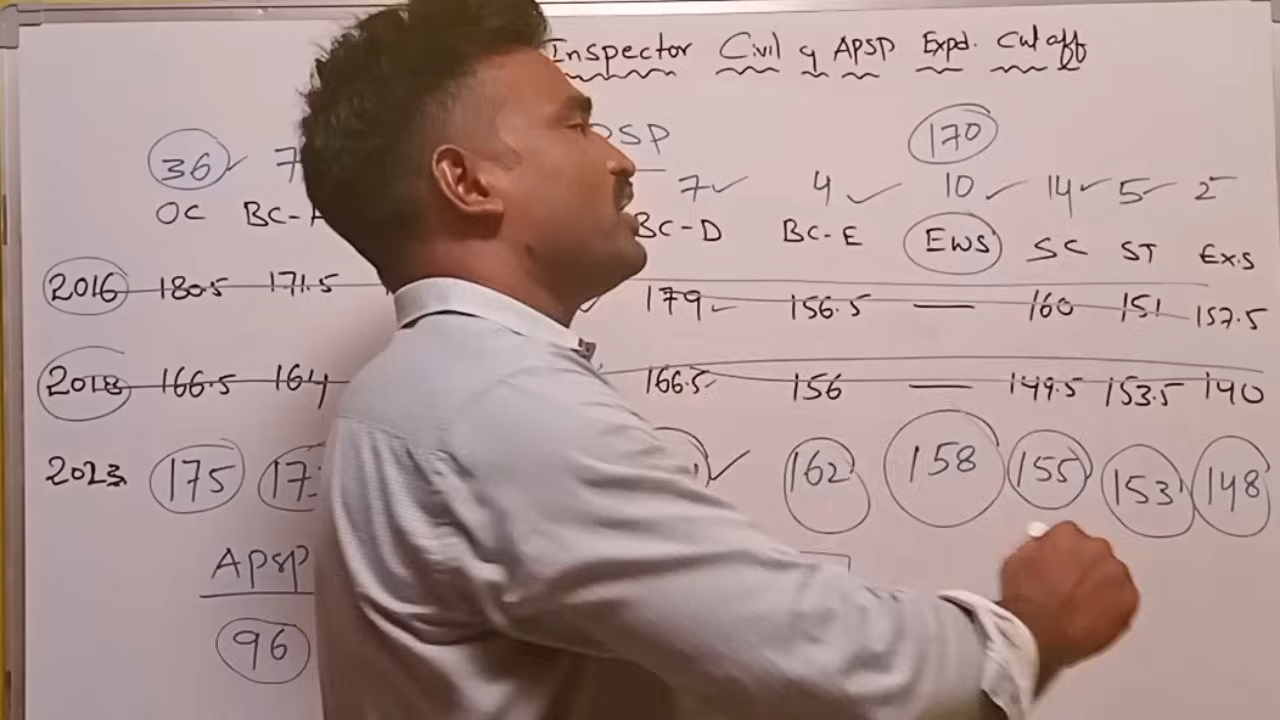 Inspector Civil & APSP Expd. Cut off
PSP 170
36 7 7 4 10 14 5 2
OC BC-A BC-D BC-E EWS SC ST EX.S
2016 180.5 171.5 179 156.5 — 160 151 157.5
2018 166.5 164 166.5 156 — 149.5 153.5 140
2023 175 162 158 155 153 148
APSP
96